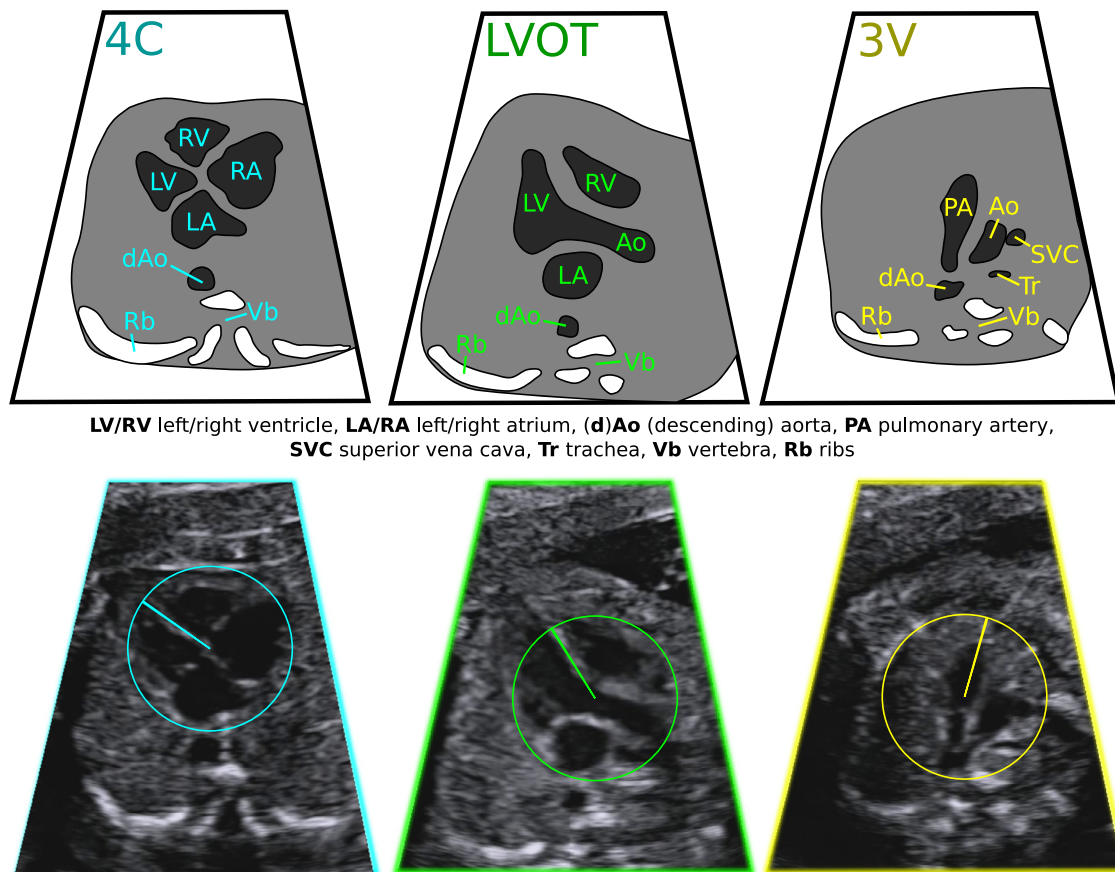 4C
LVOT
3V
RV
LV
RA
LA
dAo
Vb
Rb
LV
RV
Ao
LA
dAo
Rb
Vb
PA
Ao
SVC
dAo
Tr
Rb
Vb
LV/RV left/right ventricle, LA/RA left/right atrium, (d)Ao (descending) aorta, PA pulmonary artery,
SVC superior vena cava, Tr trachea, Vb vertebra, Rb ribs